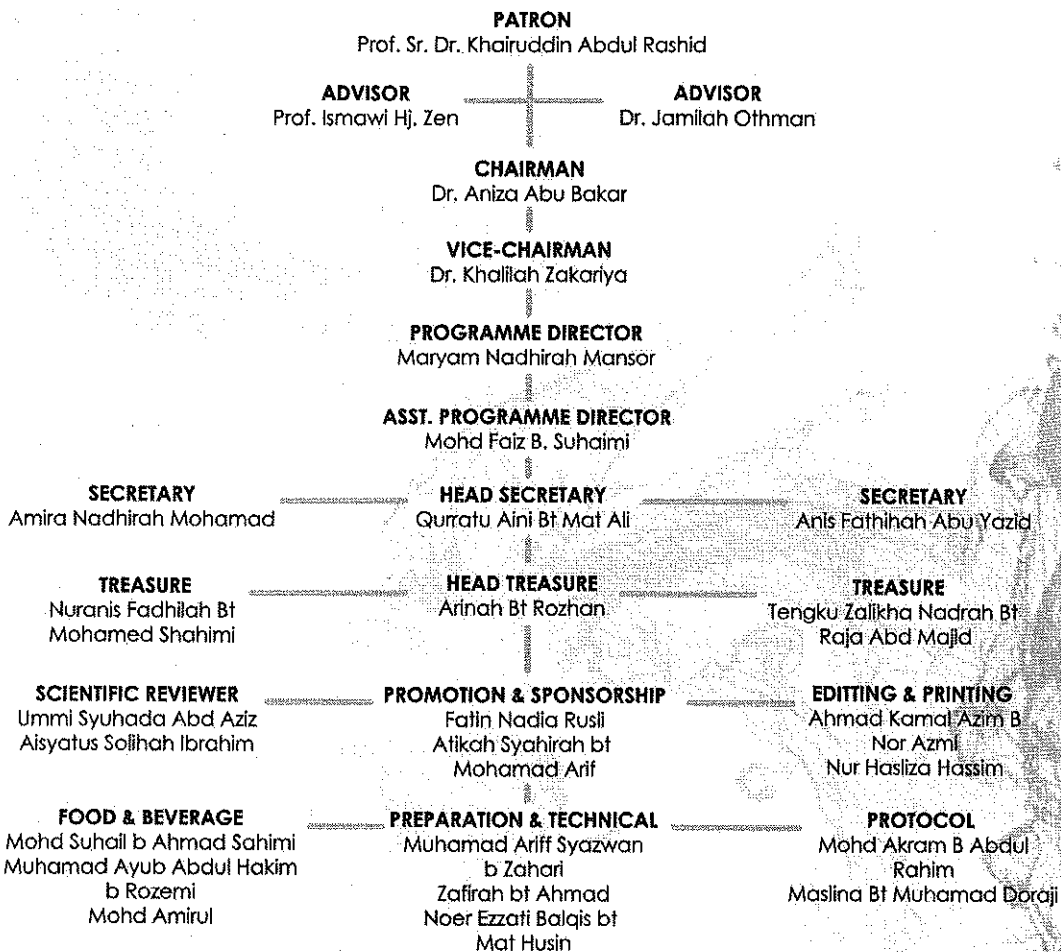 PATRON
Prof. Sr. Dr. Khairuddin Abdul Rashid
ADVISOR
Prof. Ismawi Hj. Zen
ADVISOR
Dr. Jamilah Othman
CHAIRMAN
Dr. Aniza Abu Bakar
VICE-CHAIRMAN
Dr. Khalilah Zakariya
PROGRAMME DIRECTOR
Maryam Nadhirah Mansor
ASST. PROGRAMME DIRECTOR
Mohd Faiz B. Suhaimi
SECRETARY
Amira Nadhirah Mohamad
HEAD SECRETARY
Qurratu Aini Bt Mat Ali
SECRETARY
Anis Fathihah Abu Yazid
TREASURE
Nuranis Fadhilah Bt
Mohamed Shahimi
HEAD TREASURE
Arinah Bt Rozhan
TREASURE
Tengku Zalikha Nadrah Bt
Raja Abd Majid
SCIENTIFIC REVIEWER
Ummi Syuhada Abd Aziz
Aisyatus Solihah Ibrahim
PROMOTION & SPONSORSHIP
Fatin Nadia Rusli
Atikah Syahirah bt
Mohamad Arif
EDITTING & PRINTING
Ahmad Kamal Azim B
Nor Azmi
Nur Hasliza Hassim
FOOD & BEVERAGE
Mohd Suhail b Ahmad Sahimi
Muhamad Ayub Abdul Hakim
b Rozemi
Mohd Amirul
PREPARATION & TECHNICAL
Muhamad Ariff Syazwan
b Zahari
Zafirah bt Ahmad
Noer Ezzati Balqis bt
Mat Husin
PROTOCOL
Mohd Akram B Abdul
Rahim
Maslina Bt Muhamad Doraji